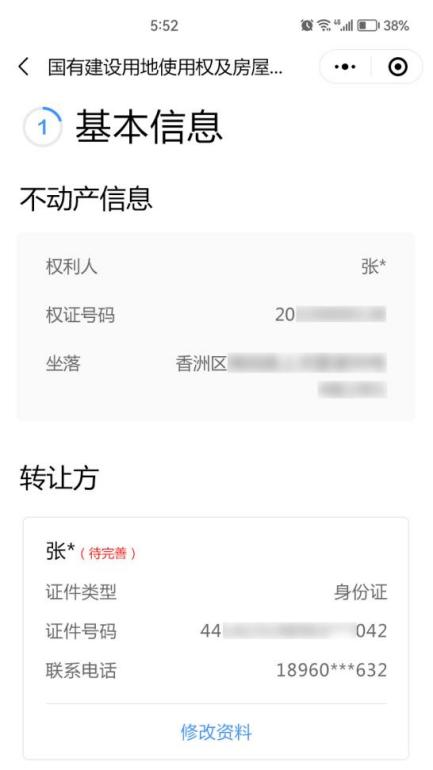 5:52
38%
国有建设用地使用权及房屋...
1 基本信息
不动产信息
权利人 张*
权证号码 20
坐落 香洲区
转让方
张*（待完善）
证件类型 身份证
证件号码 44 042
联系电话 18960***632
修改资料